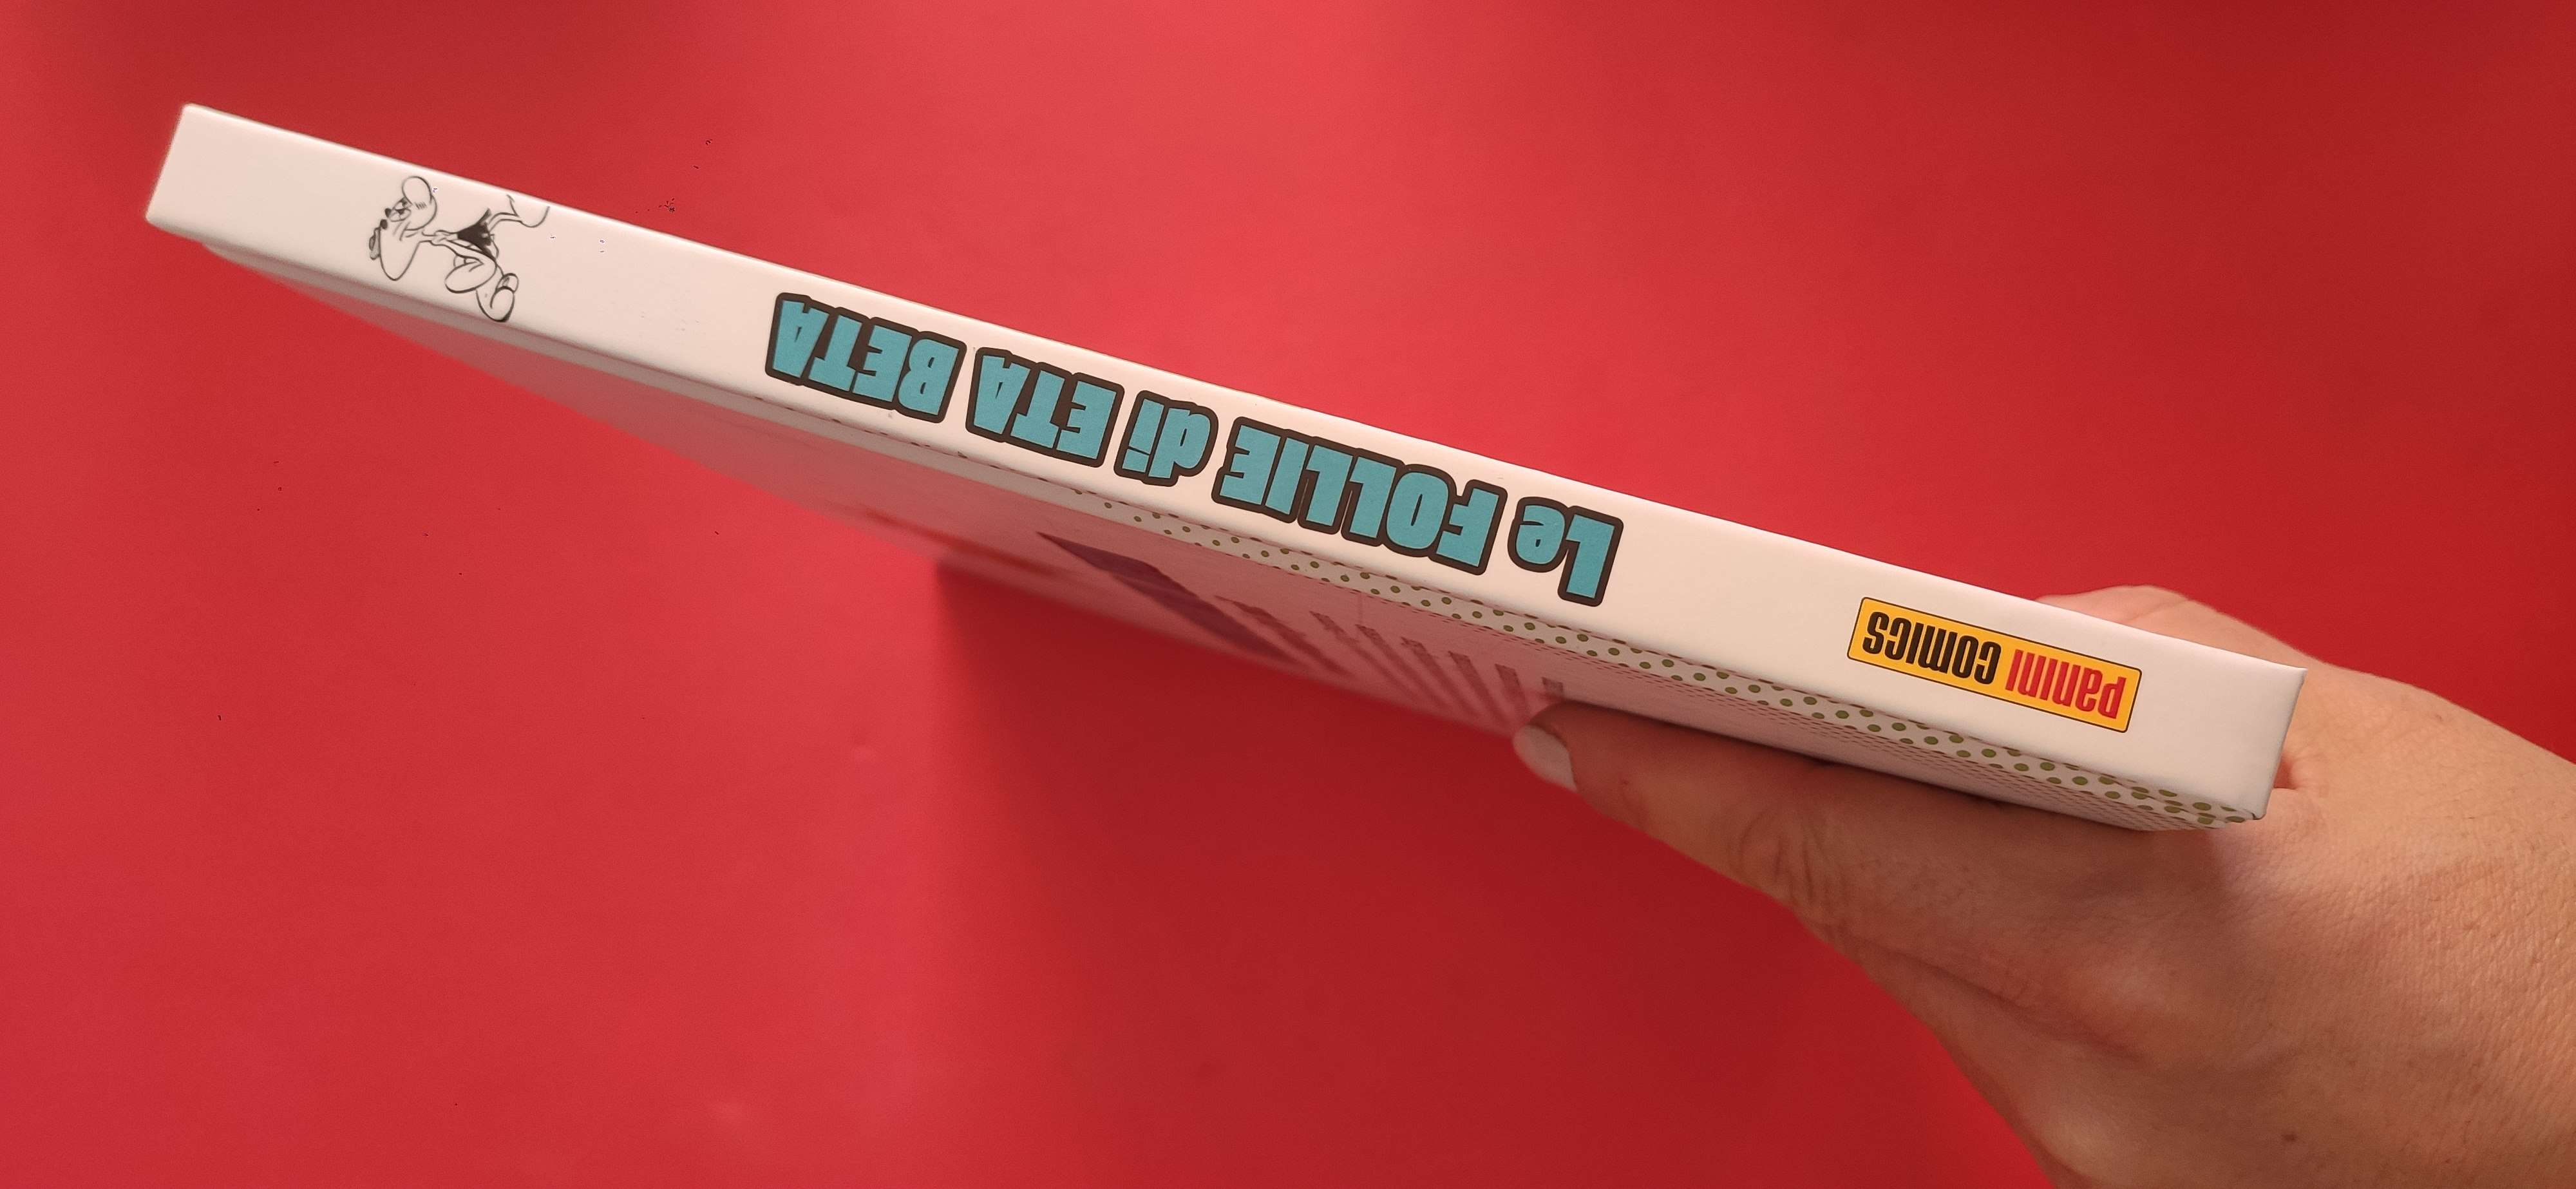 panini comics
Le FOLLIE di ETA BETA